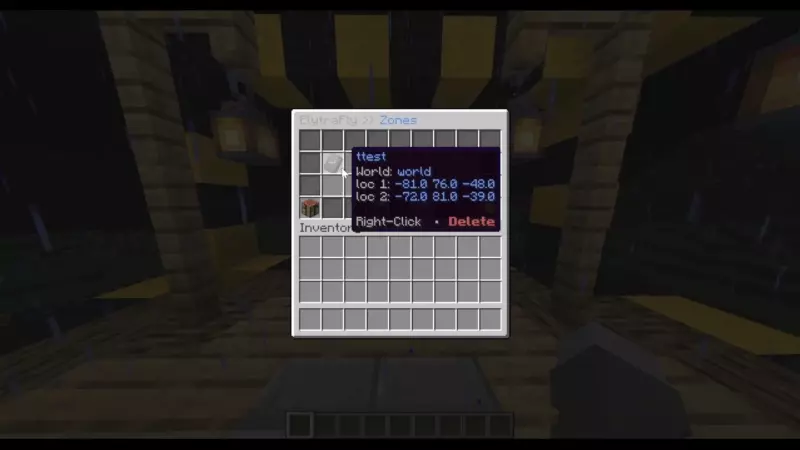 ElytraFly >> Zones
ttest
World: world
loc 1: -81.0 76.0 -48.0
loc 2: -72.0 81.0 -39.0
Right-Click • Delete
Inventory